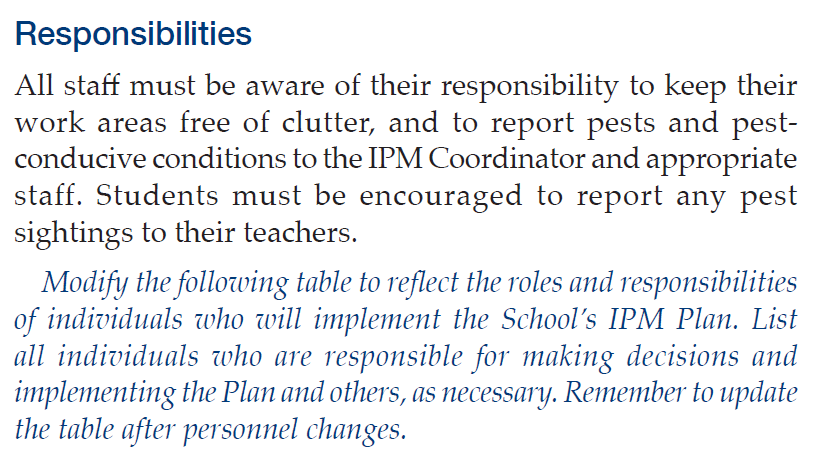 Responsibilities
All staff must be aware of their responsibility to keep their
work areas free of clutter, and to report pests and pest-
conducive conditions to the IPM Coordinator and appropriate
staff. Students must be encouraged to report any pest
sightings to their teachers.
Modify the following table to reflect the roles and responsibilities
of individuals who will implement the School's IPM Plan. List
all individuals who are responsible for making decisions and
implementing the Plan and others, as necessary. Remember to update
the table after personnel changes.